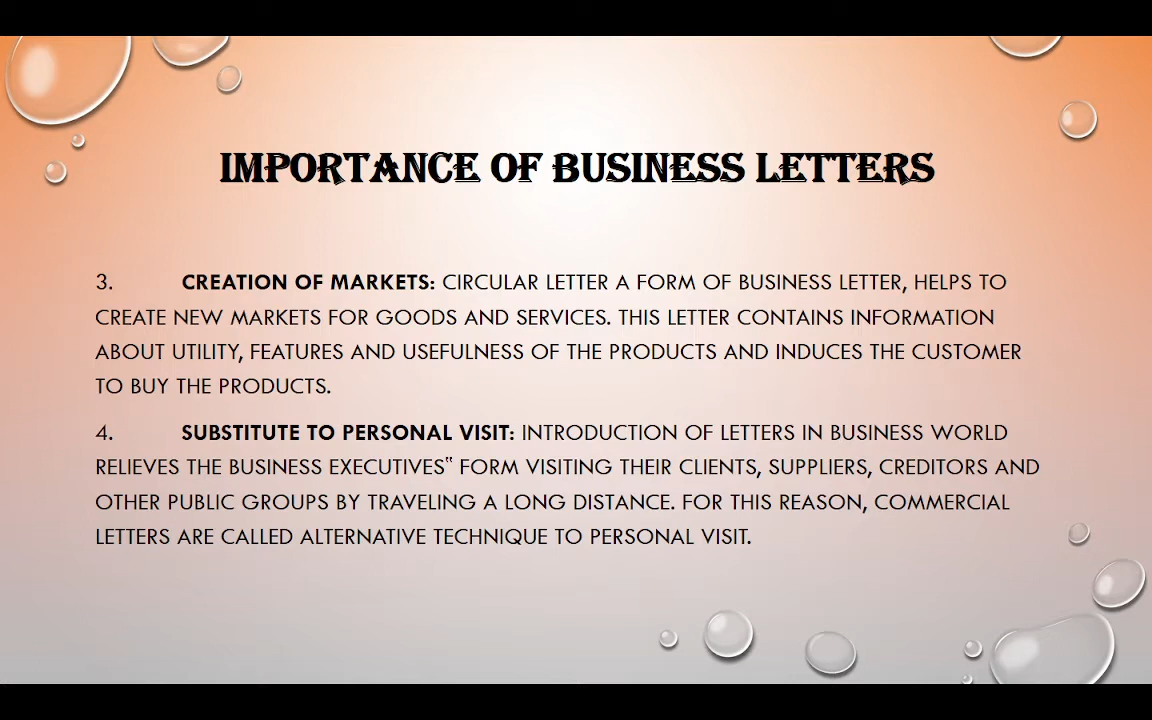 IMPORTANCE OF BUSINESS LETTERS
3. CREATION OF MARKETS: CIRCULAR LETTER A FORM OF BUSINESS LETTER, HELPS TO
CREATE NEW MARKETS FOR GOODS AND SERVICES. THIS LETTER CONTAINS INFORMATION
ABOUT UTILITY, FEATURES AND USEFULNESS OF THE PRODUCTS AND INDUCES THE CUSTOMER
TO BUY THE PRODUCTS.
4. SUBSTITUTE TO PERSONAL VISIT: INTRODUCTION OF LETTERS IN BUSINESS WORLD
RELIEVES THE BUSINESS EXECUTIVES‟ FORM VISITING THEIR CLIENTS, SUPPLIERS, CREDITORS AND
OTHER PUBLIC GROUPS BY TRAVELING A LONG DISTANCE. FOR THIS REASON, COMMERCIAL
LETTERS ARE CALLED ALTERNATIVE TECHNIQUE TO PERSONAL VISIT.